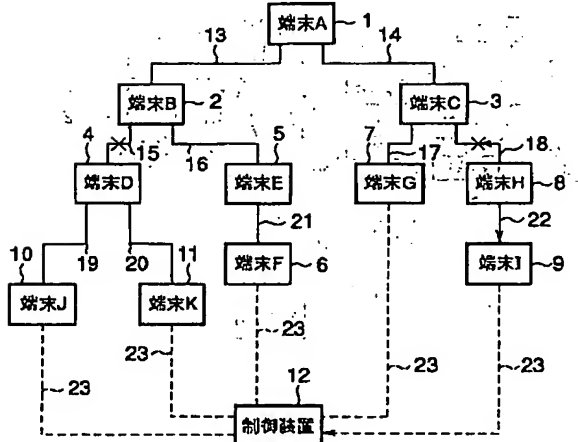 端末A 1
13 14
端末B 2
端末C 3
4 15 16 5 7 17 18
端末D
端末E
端末G
端末H 8
19 20 21 22
10 11
端末J
端末K
端末F 6
端末I 9
23 23 23 23 23
12
制御装置